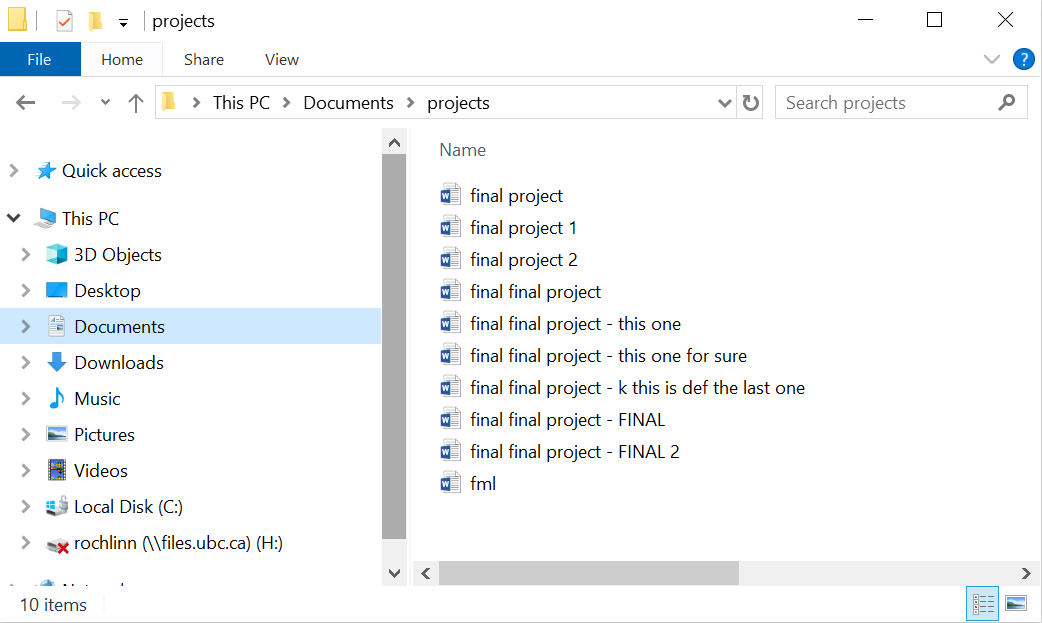 projects
File Home Share View
?
This PC > Documents > projects
Search projects
Name
Quick access
This PC
3D Objects
Desktop
Documents
Downloads
Music
Pictures
Videos
Local Disk (C:)
rochlinn (\\files.ubc.ca) (H:)
final project
final project 1
final project 2
final final project
final final project - this one
final final project - this one for sure
final final project - k this is def the last one
final final project - FINAL
final final project - FINAL 2
fml
10 items